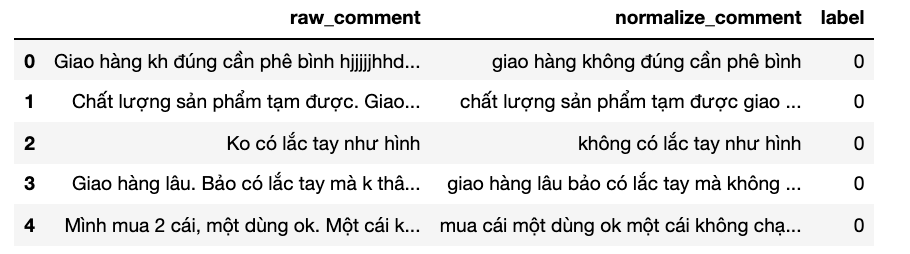 raw_comment normalize_comment label
0 Giao hàng kh đúng cần phê bình hjjjjjhhd... giao hàng không đúng cần phê bình 0
1 Chất lượng sản phẩm tạm được. Giao... chất lượng sản phẩm tạm được giao ... 0
2 Ko có lắc tay như hình không có lắc tay như hình 0
3 Giao hàng lâu. Bảo có lắc tay mà k thâ... giao hàng lâu bảo có lắc tay mà không ... 0
4 Mình mua 2 cái, một dùng ok. Một cái k... mua cái một dùng ok một cái không chạ... 0